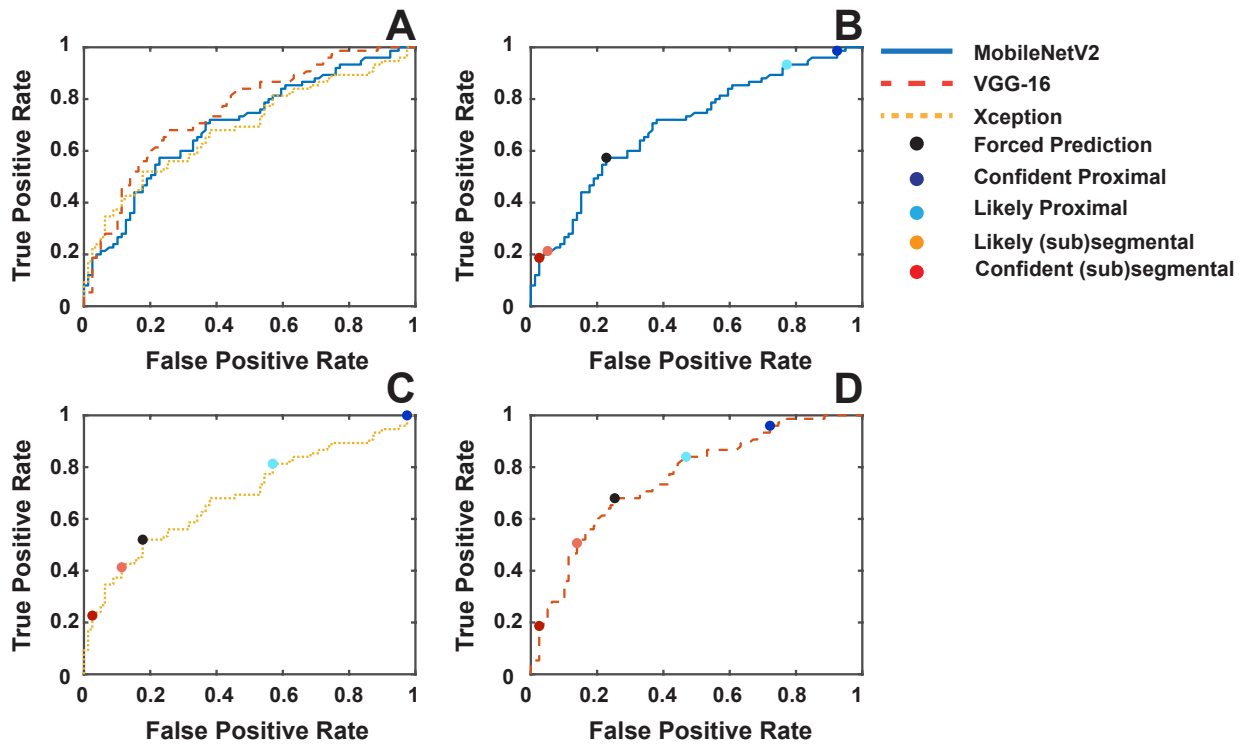 A
1
0.8
0.6
0.4
0.2
0
0 0.2 0.4 0.6 0.8 1
True Positive Rate
False Positive Rate
B
1
0.8
0.6
0.4
0.2
0
0 0.2 0.4 0.6 0.8 1
True Positive Rate
False Positive Rate
MobileNetV2
VGG-16
Xception
Forced Prediction
Confident Proximal
Likely Proximal
Likely (sub)segmental
Confident (sub)segmental
C
1
0.8
0.6
0.4
0.2
0
0 0.2 0.4 0.6 0.8 1
True Positive Rate
False Positive Rate
D
1
0.8
0.6
0.4
0.2
0
0 0.2 0.4 0.6 0.8 1
True Positive Rate
False Positive Rate